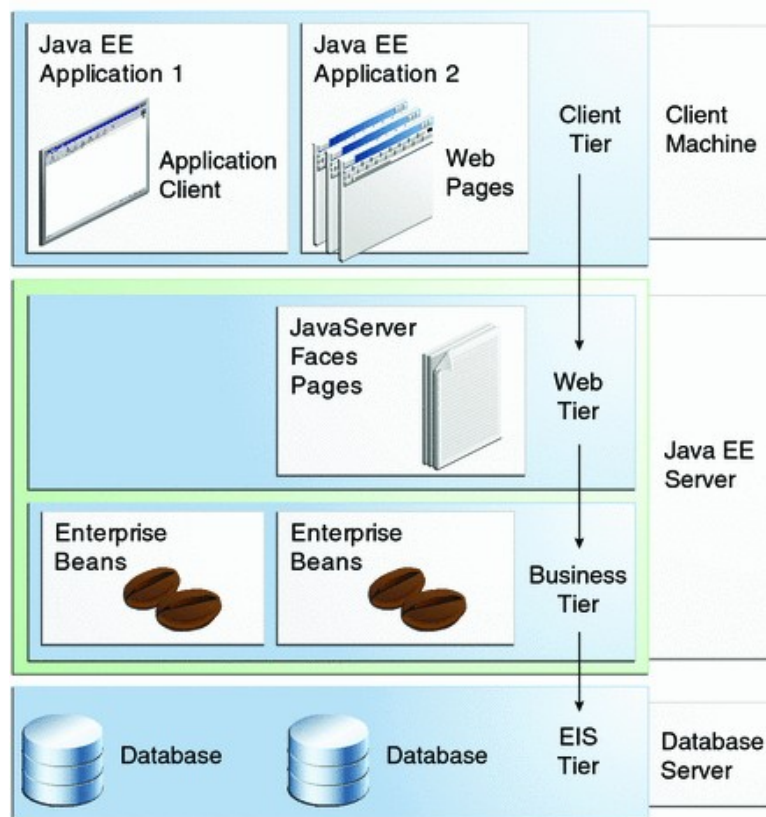 Java EE
Application 1
Application
Client
Java EE
Application 2
Web
Pages
Client
Tier
Client
Machine
JavaServer
Faces
Pages
Web
Tier
Java EE
Server
Enterprise
Beans
Enterprise
Beans
Business
Tier
Database
Database
EIS
Tier
Database
Server